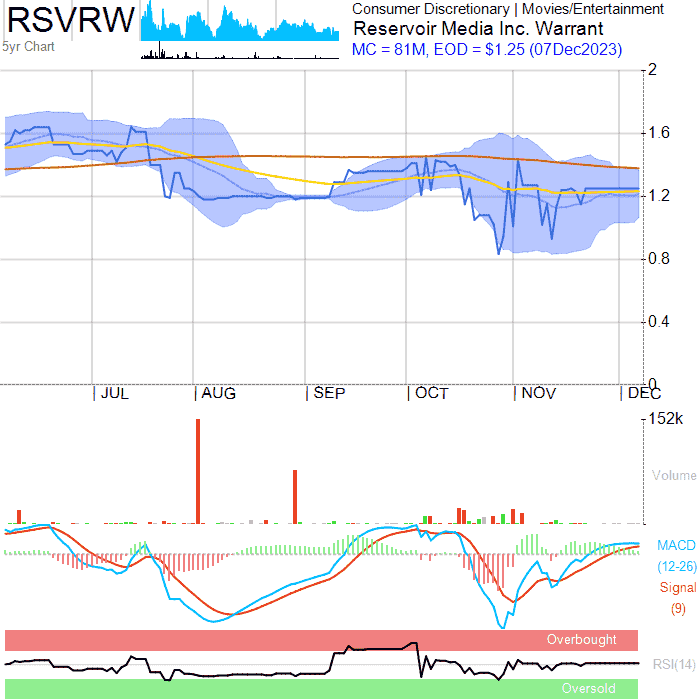 RSVRW
5yr Chart
Consumer Discretionary | Movies/Entertainment
Reservoir Media Inc. Warrant
MC = 81M, EOD = $1.25 (07Dec2023)
2
1.6
1.2
0.8
0.4
0
JUL AUG SEP OCT NOV DEC
152k
Volume
MACD
(12-26)
Signal
(9)
Overbought
RSI(14)
Oversold